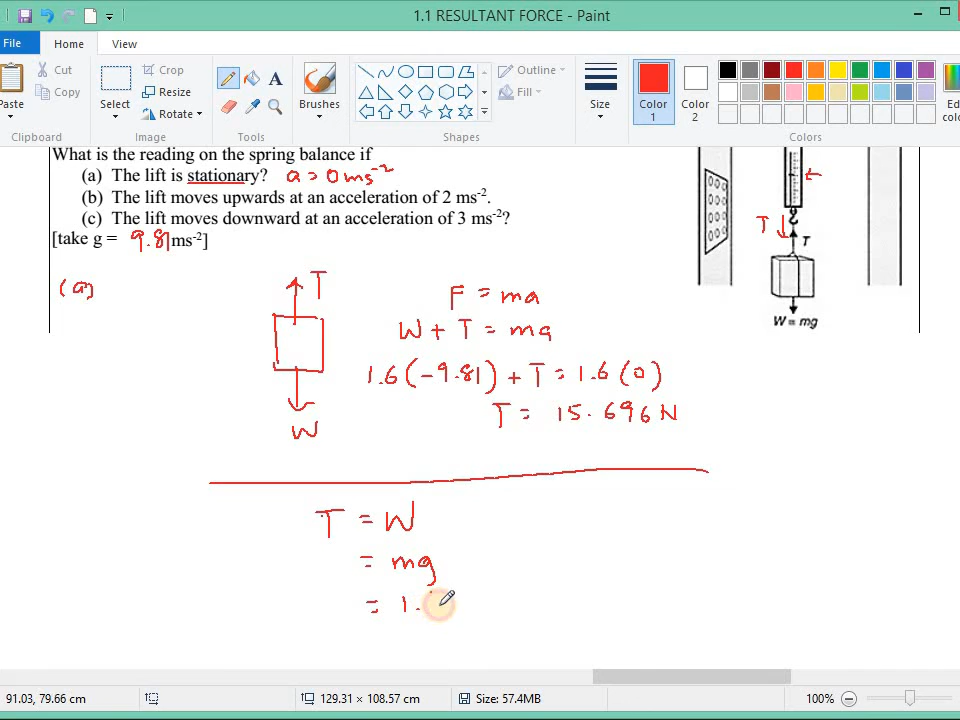 1.1 RESULTANT FORCE - Paint
File Home View
Paste
Cut
Copy
Clipboard
Select
Crop
Resize
Rotate
Image
A
Tools
Brushes
Shapes
Outline
Fill
Size
Color 1
Color 2
Colors
Ed
colo
What is the reading on the spring balance if
(a) The lift is stationary? a = 0 ms⁻²
(b) The lift moves upwards at an acceleration of 2 ms⁻².
(c) The lift moves downward at an acceleration of 3 ms⁻²?
[take g = 9.81 ms⁻²]
T
T
W = mg
(a)
T
W
F = ma
W + T = ma
1.6 (-9.81) + T = 1.6 (0)
T = 15.696 N
T = W
= mg
= 1.
91.03, 79.66 cm
129.31 × 108.57 cm
Size: 57.4MB
100%